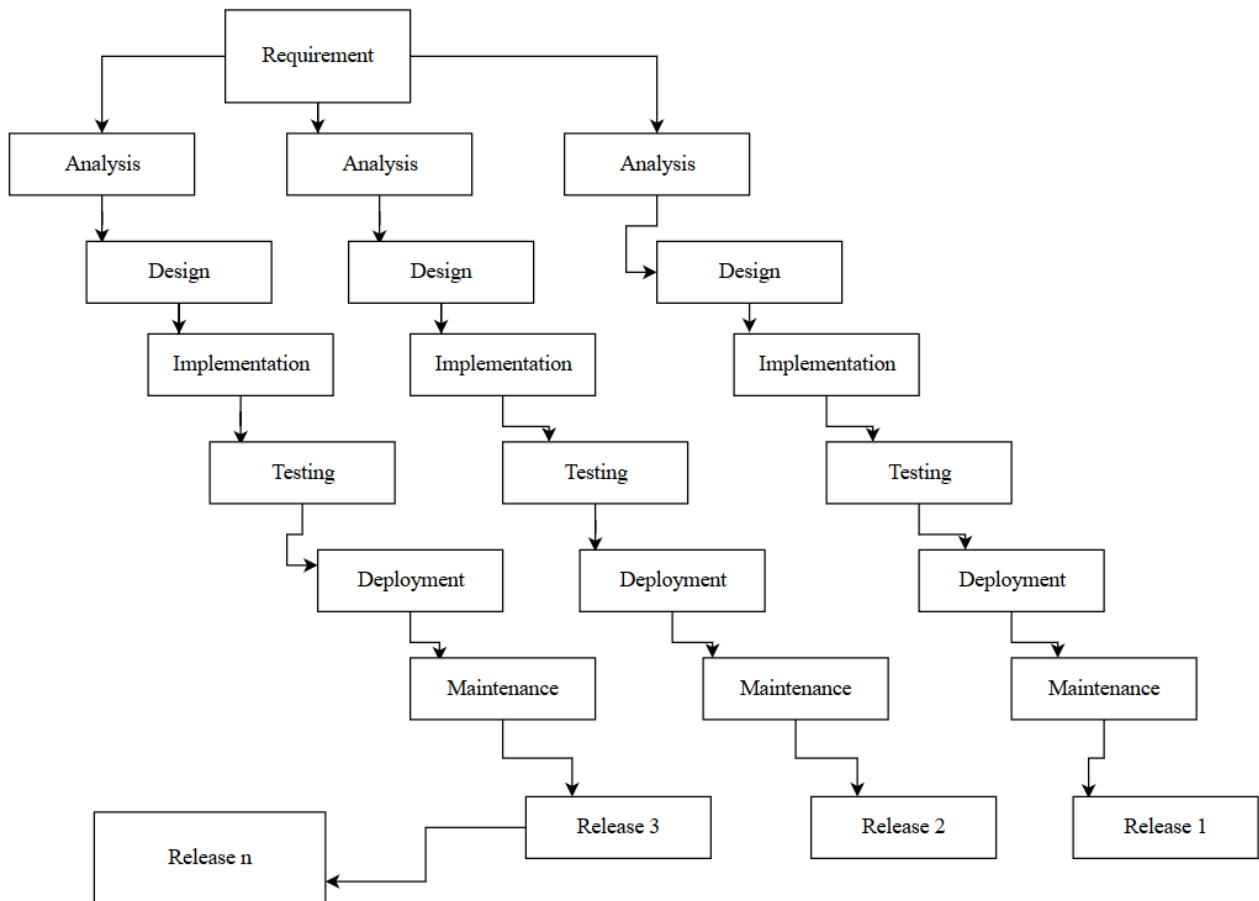 Requirement
Analysis
Analysis
Analysis
Design
Design
Design
Implementation
Implementation
Implementation
Testing
Testing
Testing
Deployment
Deployment
Deployment
Maintenance
Maintenance
Maintenance
Release 3
Release 2
Release 1
Release n